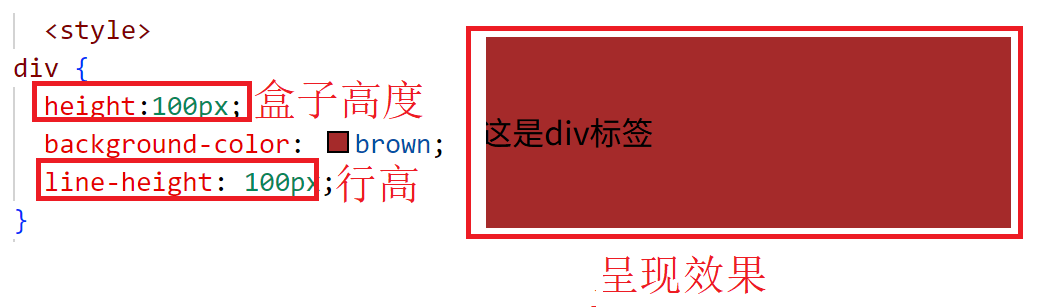 <style>
div {
height:100px; 盒子高度
background-color: brown;
line-height: 100px; 行高
}
这是div标签
呈现效果